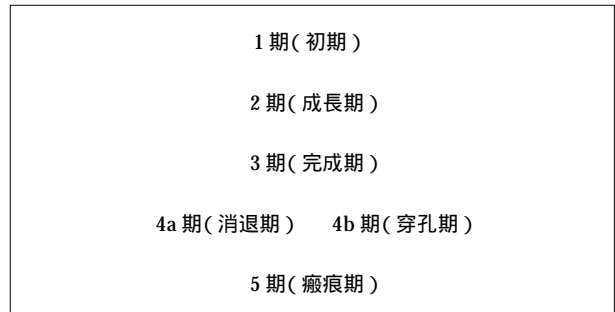 1 期( 初期 )
2 期( 成長期 )
3 期( 完成期 )
4a 期( 消退期 )　4b 期( 穿孔期 )
5 期( 瘢痕期 )